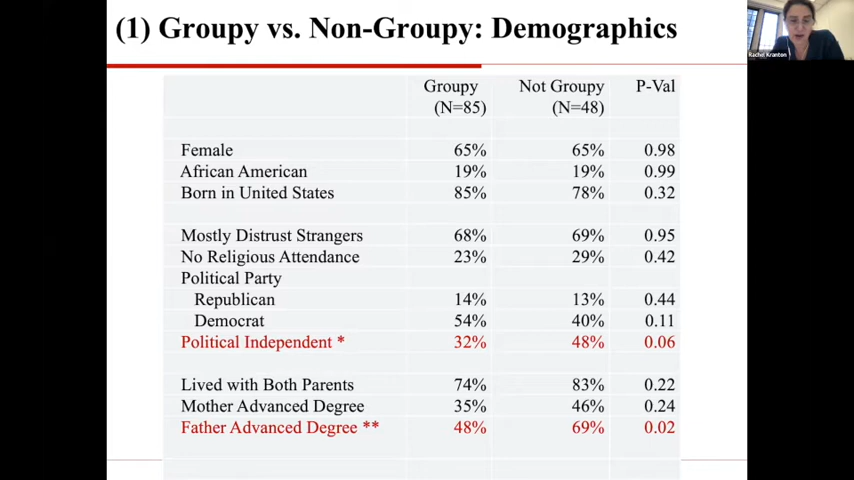 (1) Groupy vs. Non-Groupy: Demographics
Rachel Kranton
Groupy Not Groupy P-Val
(N=85) (N=48)
Female 65% 65% 0.98
African American 19% 19% 0.99
Born in United States 85% 78% 0.32
Mostly Distrust Strangers 68% 69% 0.95
No Religious Attendance 23% 29% 0.42
Political Party
Republican 14% 13% 0.44
Democrat 54% 40% 0.11
Political Independent * 32% 48% 0.06
Lived with Both Parents 74% 83% 0.22
Mother Advanced Degree 35% 46% 0.24
Father Advanced Degree ** 48% 69% 0.02